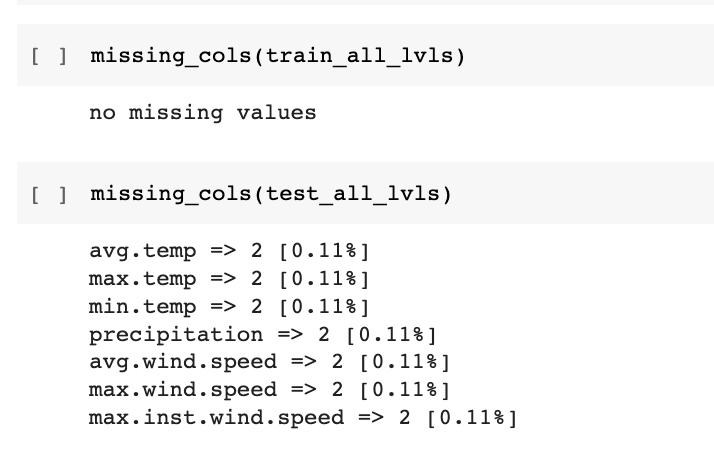 [ ] missing_cols(train_all_lvls)
no missing values
[ ] missing_cols(test_all_lvls)
avg.temp => 2 [0.11%]
max.temp => 2 [0.11%]
min.temp => 2 [0.11%]
precipitation => 2 [0.11%]
avg.wind.speed => 2 [0.11%]
max.wind.speed => 2 [0.11%]
max.inst.wind.speed => 2 [0.11%]